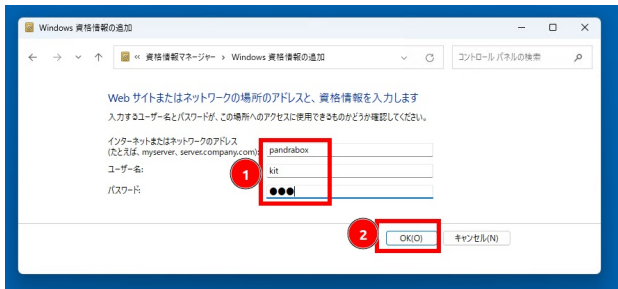 Windows 資格情報の追加
« 資格情報マネージャー › Windows 資格情報の追加
コントロール パネルの検索
Web サイトまたはネットワークの場所のアドレスと、資格情報を入力します
入力するユーザー名とパスワードが、この場所へのアクセスに使用できるものかどうか確認してください。
インターネットまたはネットワークのアドレス
(たとえば、myserver、server.company.com): pandrabox
ユーザー名: kit
1
パスワード: ●●●
2 OK(O) キャンセル(N)